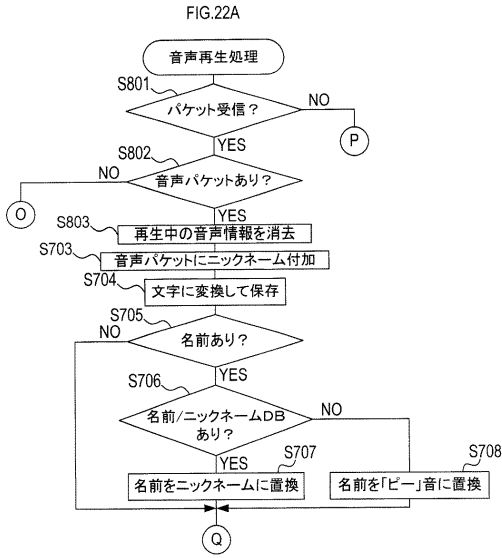 FIG.22A
音声再生処理
S801
パケット受信？
NO
P
YES
S802
音声パケットあり？
NO
O
YES
S803
再生中の音声情報を消去
S703
音声パケットにニックネーム付加
S704
文字に変換して保存
S705
名前あり？
NO
YES
S706
名前/ニックネームDB
あり？
NO
YES
S707
名前をニックネームに置換
S708
名前を「ピー」音に置換
Q